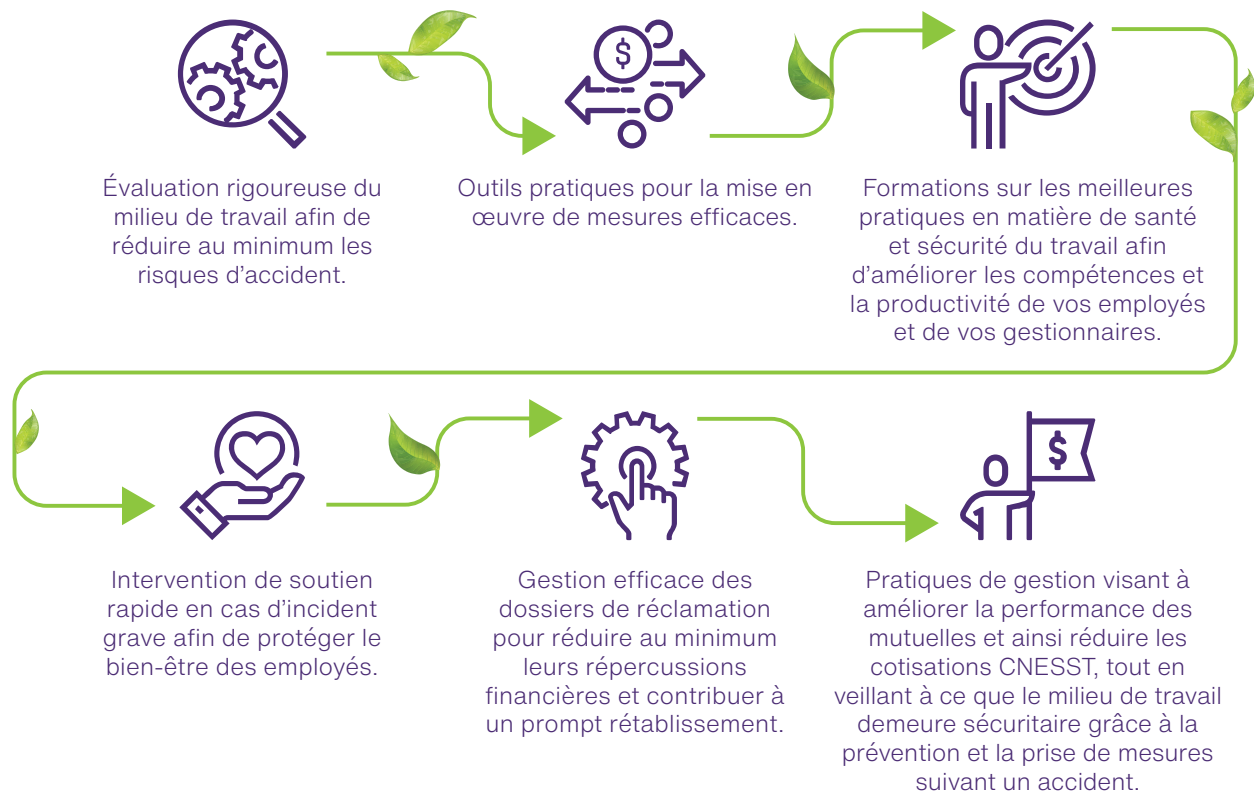 $
Évaluation rigoureuse du
milieu de travail afin de
réduire au minimum les
risques d’accident.
Outils pratiques pour la mise en
œuvre de mesures efficaces.
Formations sur les meilleures
pratiques en matière de santé
et sécurité du travail afin
d’améliorer les compétences et
la productivité de vos employés
et de vos gestionnaires.
$
Intervention de soutien
rapide en cas d’incident
grave afin de protéger le
bien-être des employés.
Gestion efficace des
dossiers de réclamation
pour réduire au minimum
leurs répercussions
financières et contribuer à
un prompt rétablissement.
Pratiques de gestion visant à
améliorer la performance des
mutuelles et ainsi réduire les
cotisations CNESST, tout en
veillant à ce que le milieu de travail
demeure sécuritaire grâce à la
prévention et la prise de mesures
suivant un accident.